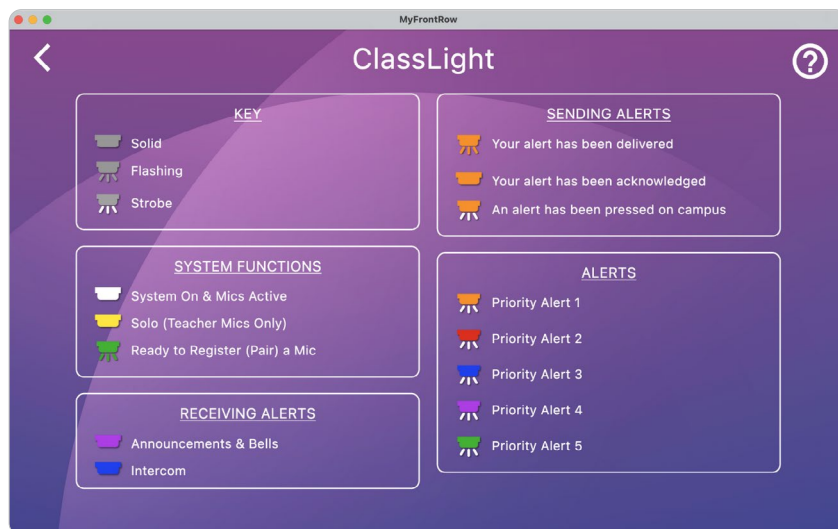 MyFrontRow
ClassLight
KEY
Solid
Flashing
Strobe
SYSTEM FUNCTIONS
System On & Mics Active
Solo (Teacher Mics Only)
Ready to Register (Pair) a Mic
RECEIVING ALERTS
Announcements & Bells
Intercom
SENDING ALERTS
Your alert has been delivered
Your alert has been acknowledged
An alert has been pressed on campus
ALERTS
Priority Alert 1
Priority Alert 2
Priority Alert 3
Priority Alert 4
Priority Alert 5